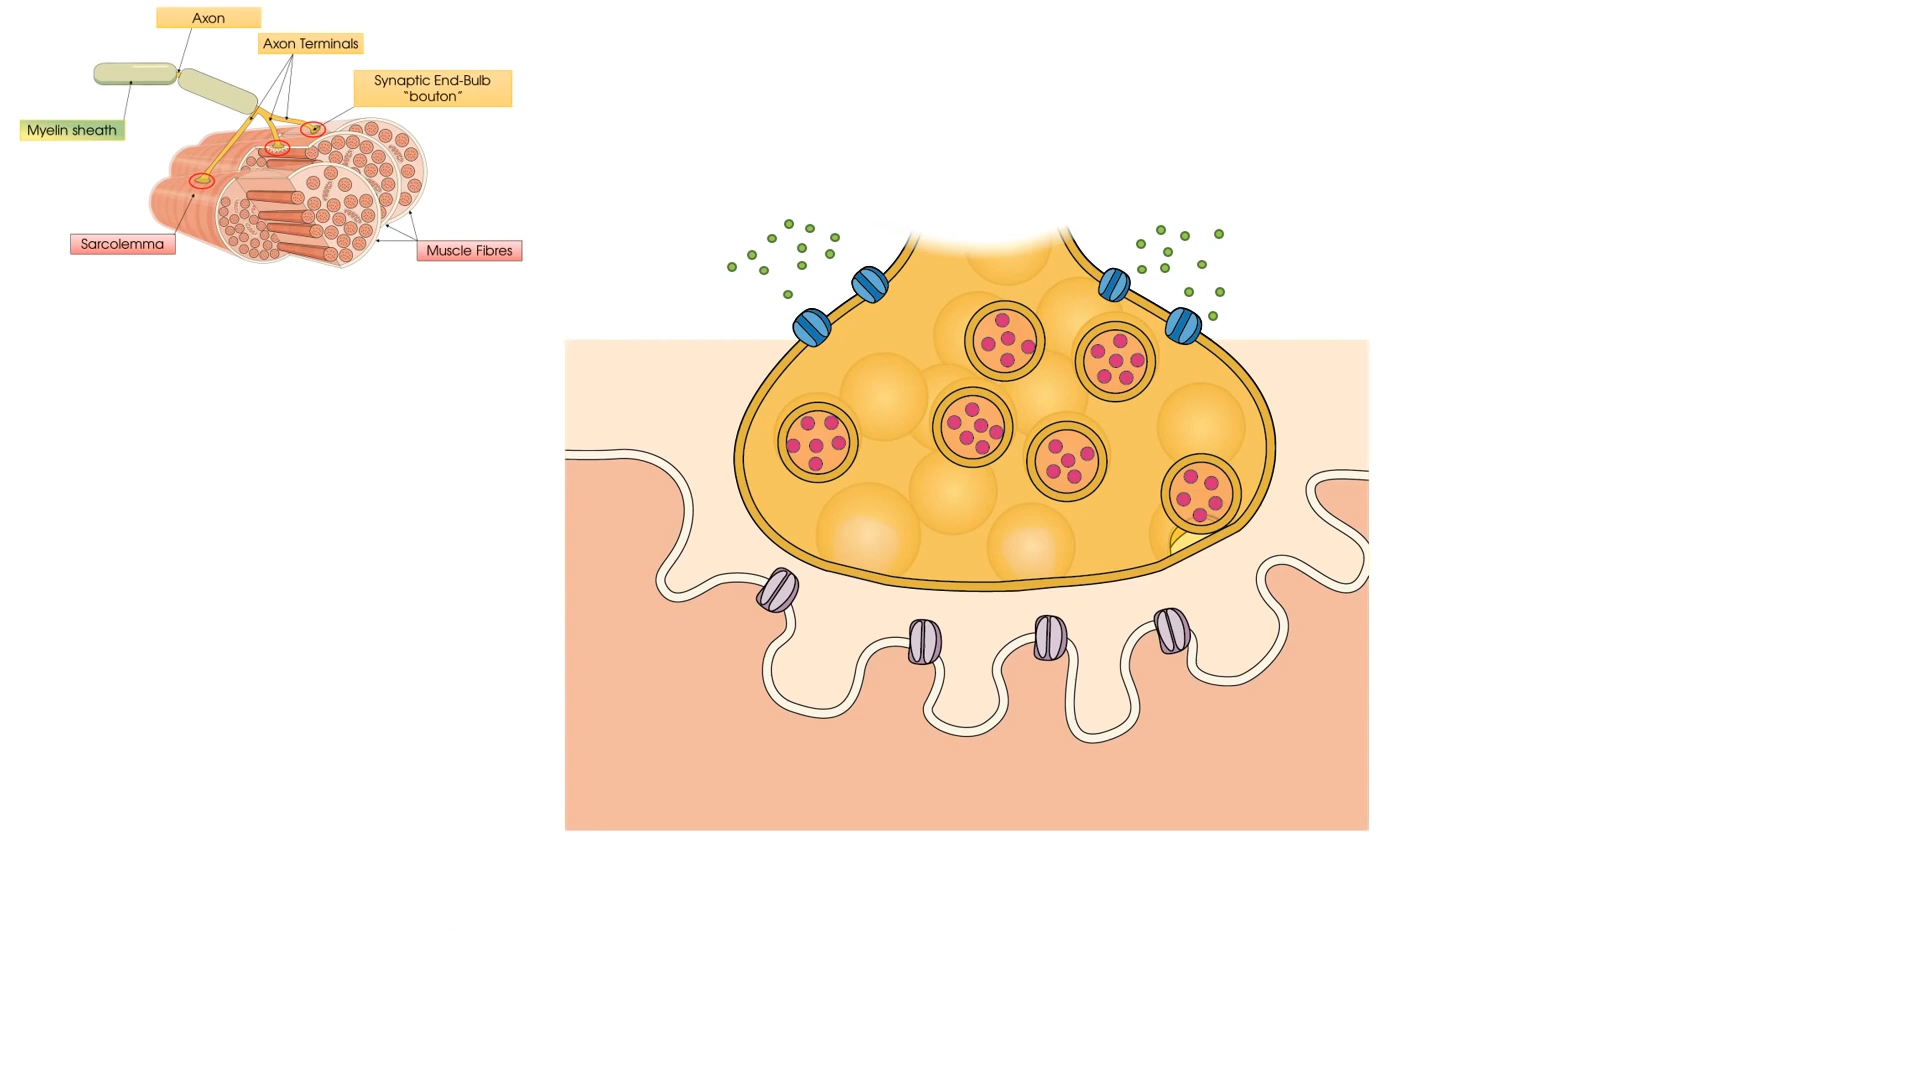 Axon
Axon Terminals
Synaptic End-Bulb
“bouton”
Myelin sheath
Sarcolemma
Muscle Fibres